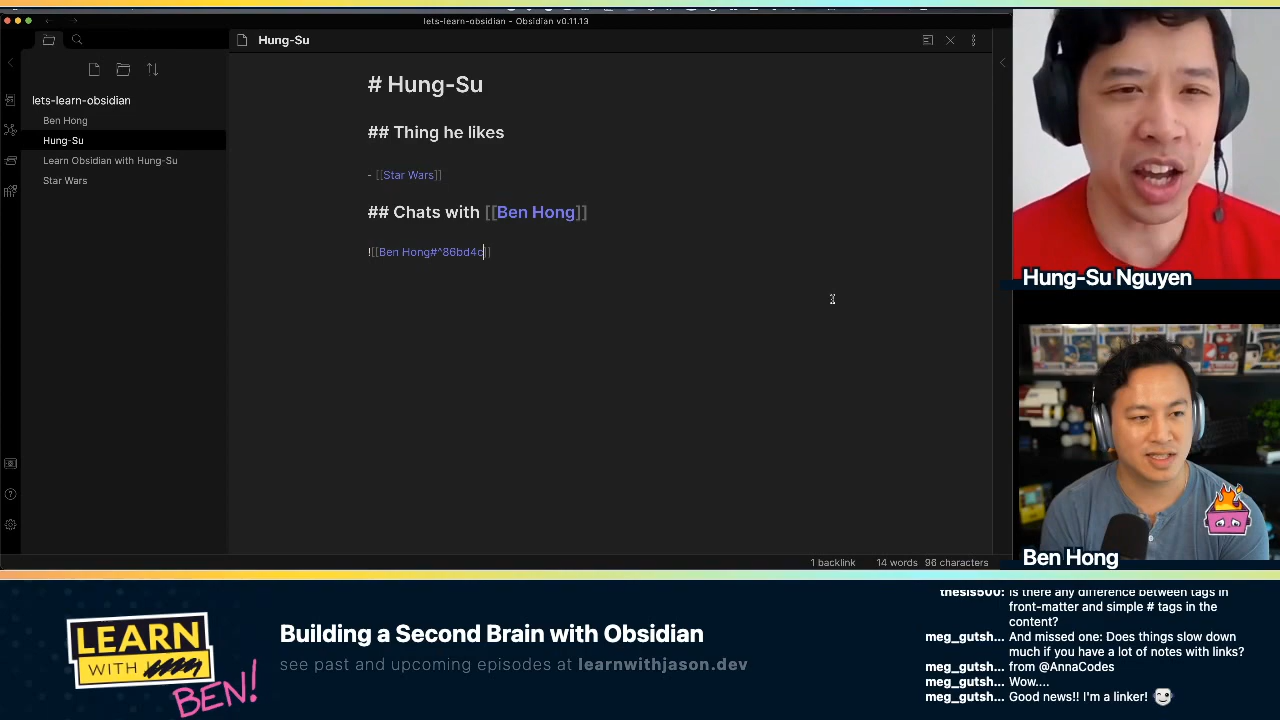 lets-learn-obsidian - Obsidian v0.11.13
Hung-Su
lets-learn-obsidian
Ben Hong
Hung-Su
Learn Obsidian with Hung-Su
Star Wars
# Hung-Su
## Thing he likes
- [[Star Wars]]
## Chats with [[Ben Hong]]
![[Ben Hong#^86bd4c]]
1 backlink 14 words 96 characters
Hung-Su Nguyen
Ben Hong
LEARN
WITH
BEN!
Building a Second Brain with Obsidian
see past and upcoming episodes at learnwithjason.dev
thesis500: Is there any difference between tags in
front-matter and simple # tags in the
content?
meg_gutsh... And missed one: Does things slow down
much if you have a lot of notes with links?
meg_gutsh... from @AnnaCodes
meg_gutsh... Wow....
meg_gutsh... Good news!! I'm a linker!